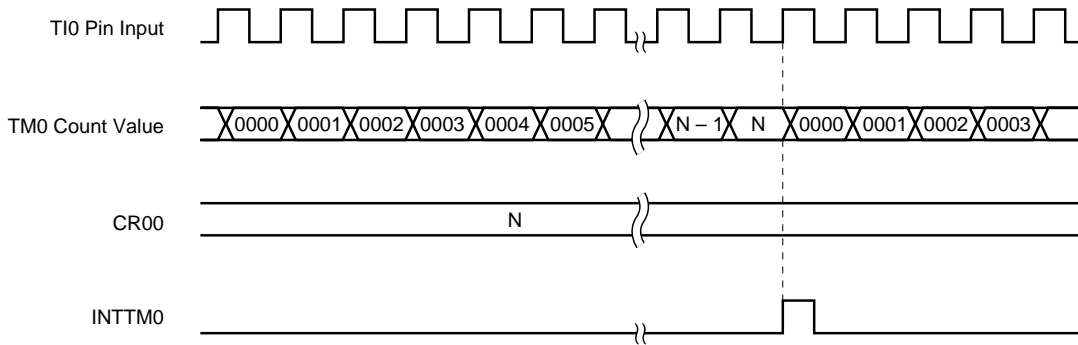 TI0 Pin Input
TM0 Count Value 0000 0001 0002 0003 0004 0005 N – 1 N 0000 0001 0002 0003
CR00 N
INTTM0